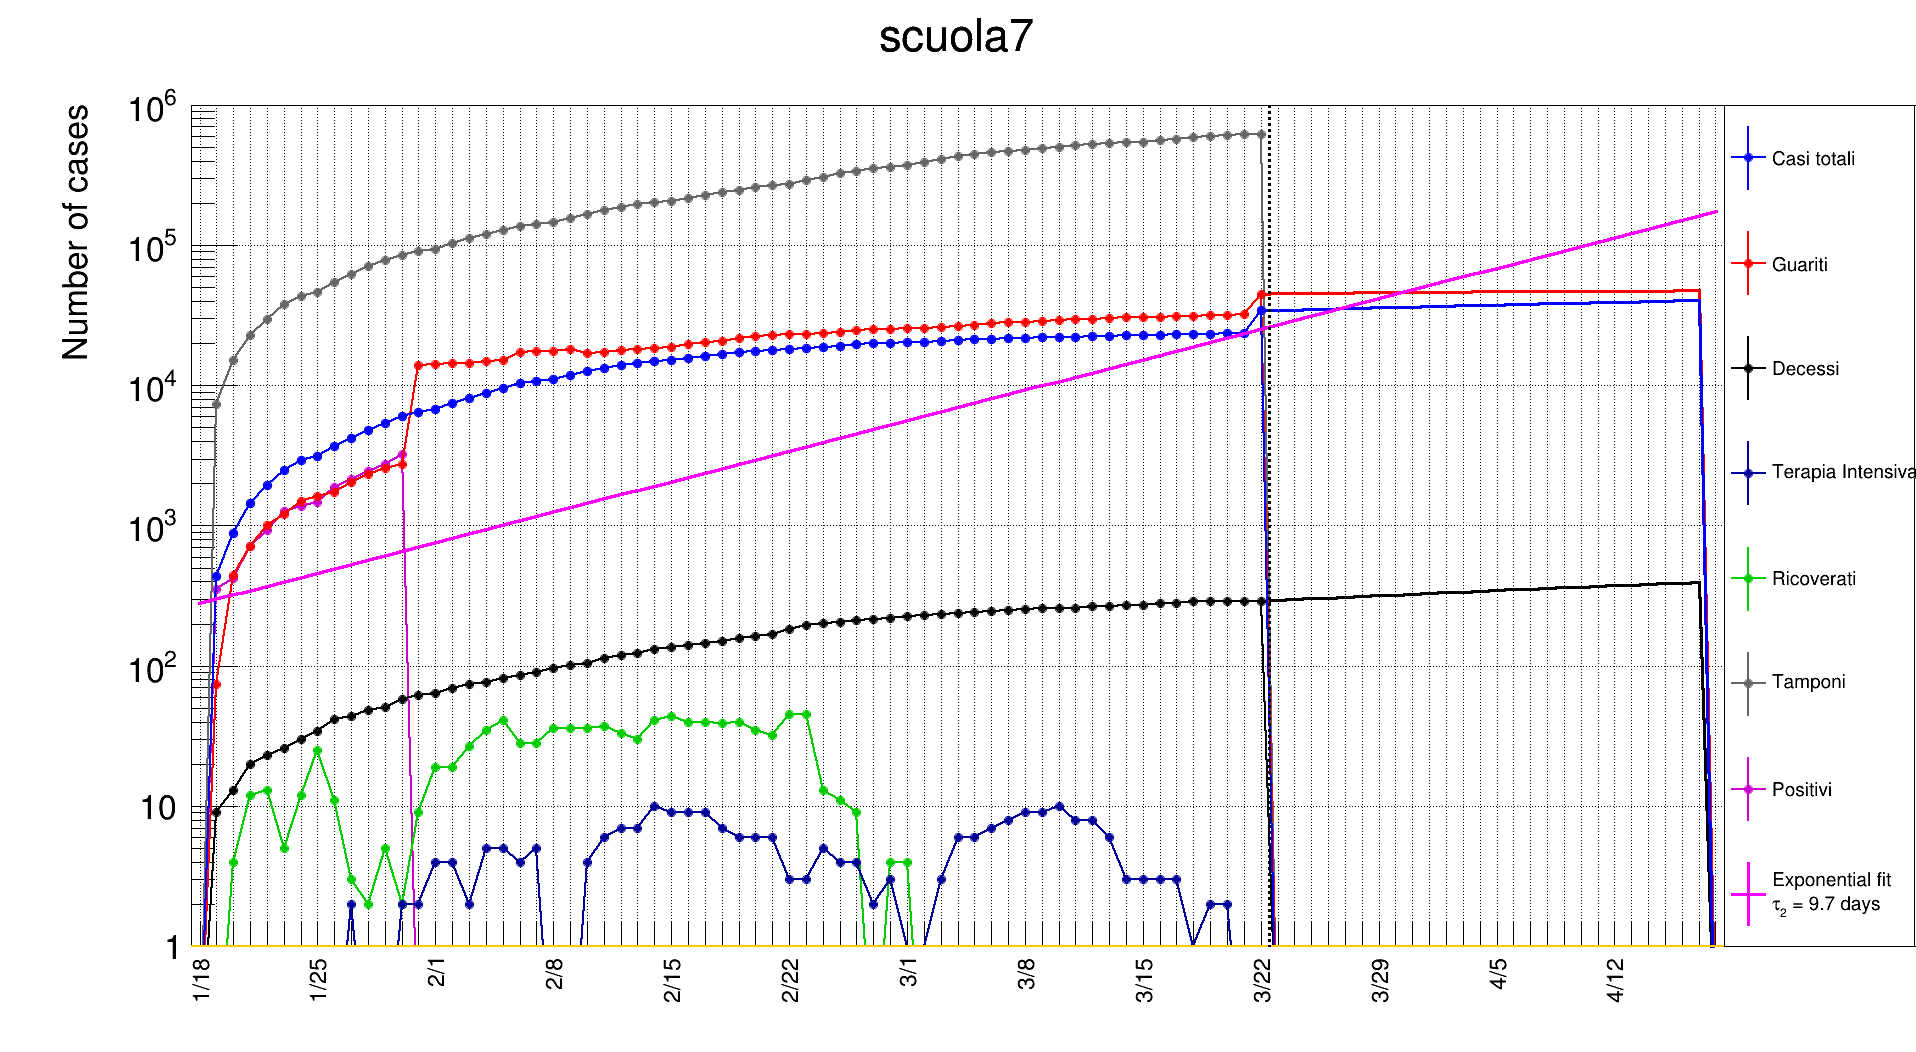 scuola7
Number of cases
10^6
10^5
10^4
10^3
10^2
10
1
1/18
1/25
2/1
2/8
2/15
2/22
3/1
3/8
3/15
3/22
3/29
4/5
4/12
Casi totali
Guariti
Decessi
Terapia Intensiva
Ricoverati
Tamponi
Positivi
Exponential fit
τ_2 = 9.7 days